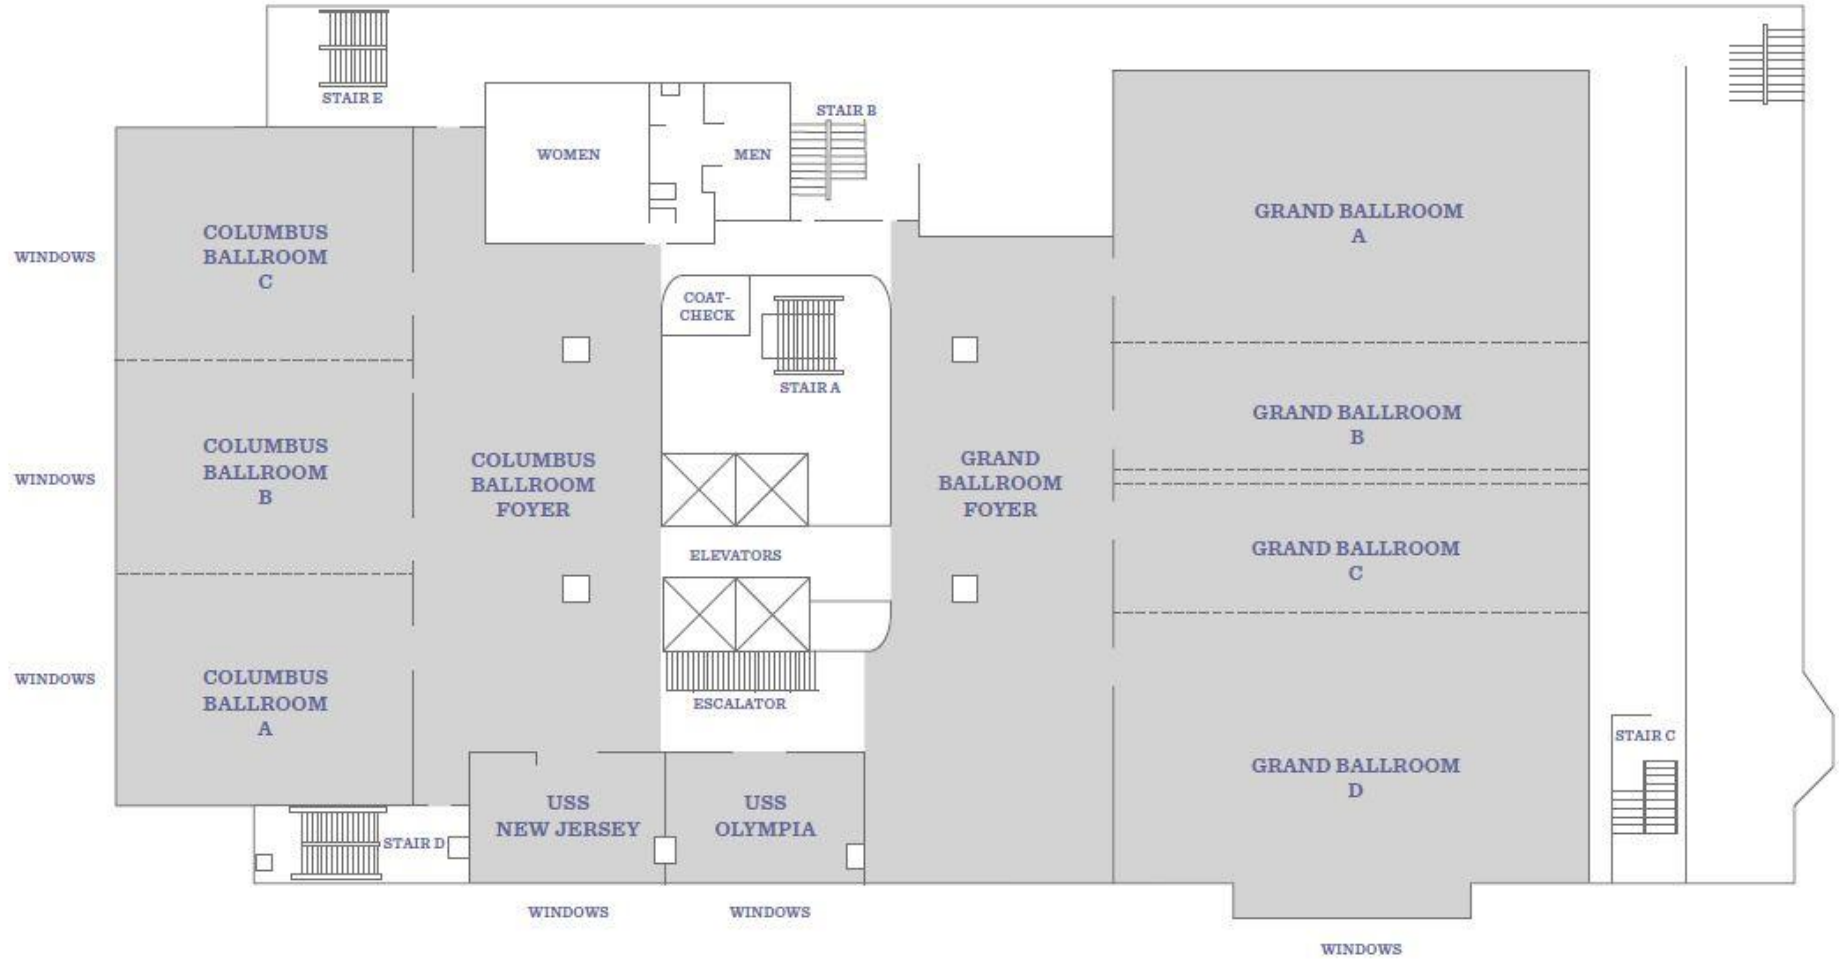 STAIR E
STAIR B
WOMEN
MEN
WINDOWS
COLUMBUS
BALLROOM
C
GRAND BALLROOM
A
COAT-
CHECK
STAIR A
WINDOWS
COLUMBUS
BALLROOM
B
COLUMBUS
BALLROOM
FOYER
GRAND
BALLROOM
FOYER
GRAND BALLROOM
B
ELEVATORS
GRAND BALLROOM
C
WINDOWS
COLUMBUS
BALLROOM
A
ESCALATOR
STAIR C
GRAND BALLROOM
D
STAIR D
USS
NEW JERSEY
USS
OLYMPIA
WINDOWS
WINDOWS
WINDOWS